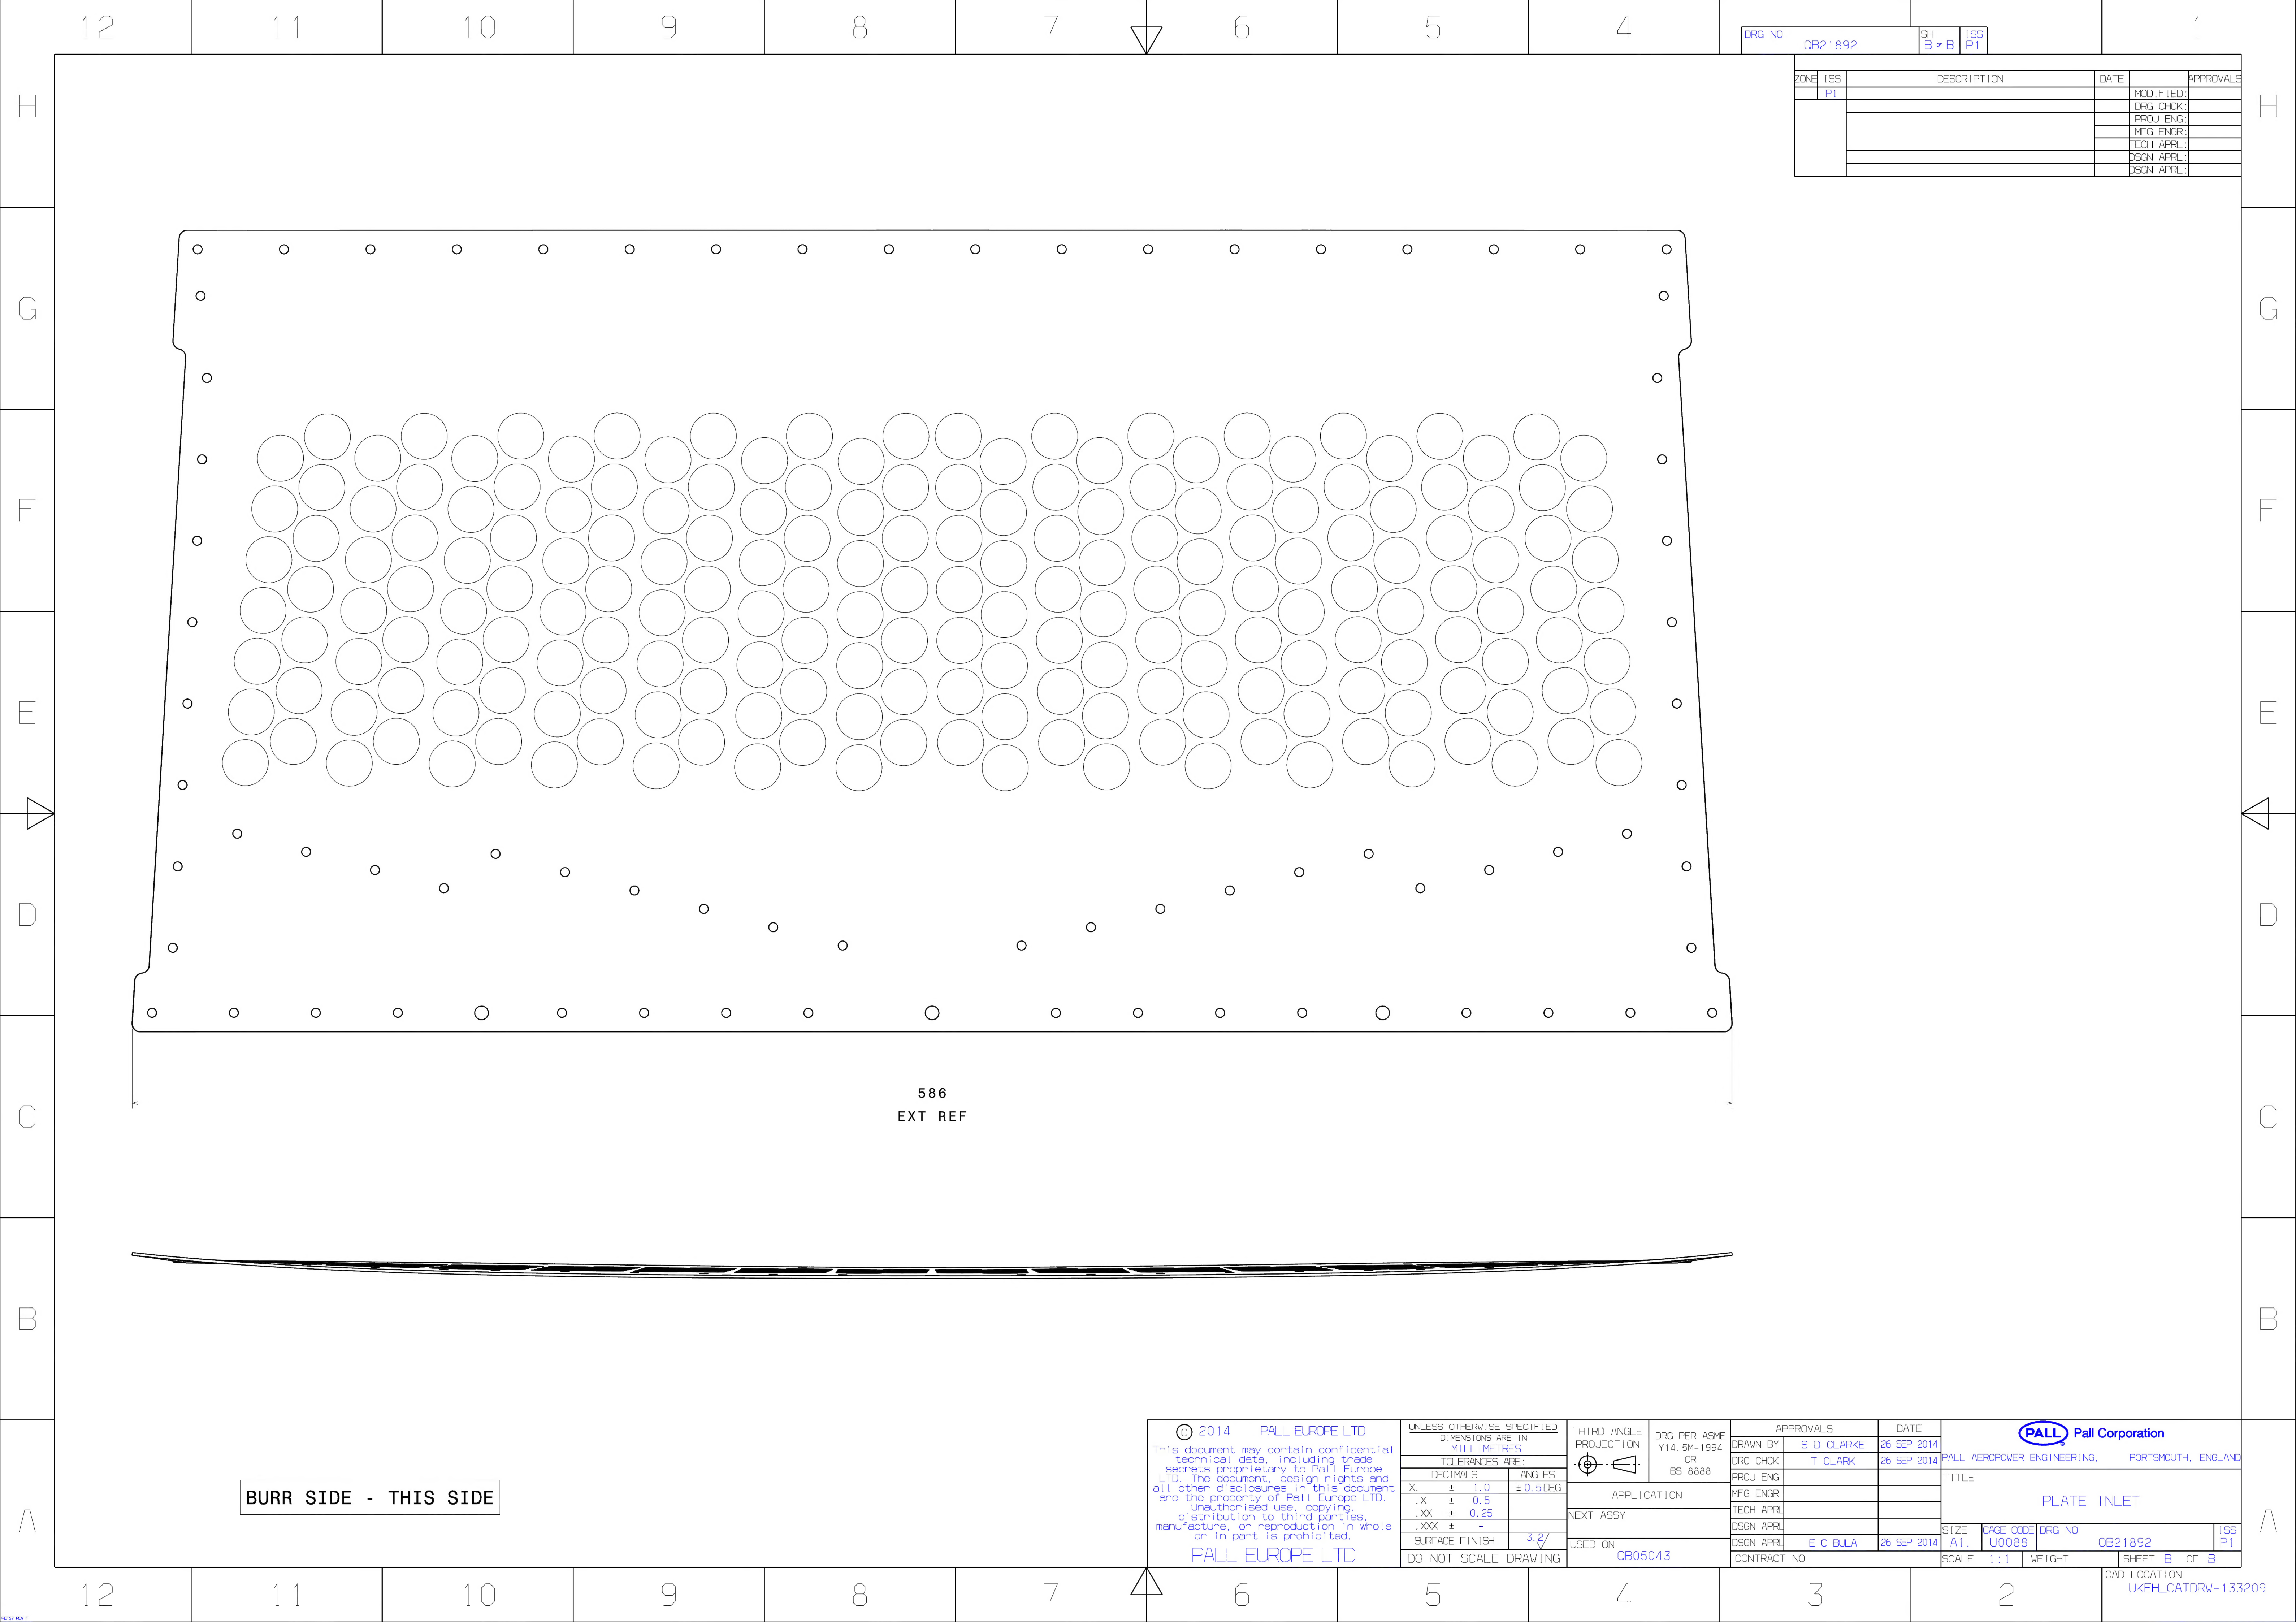 12 11 10 9 8 7 6 5 4 1
DRG NO QB21892 SH B OF B ISS P1
ZONE ISS DESCRIPTION DATE APPROVALS
P1 MODIFIED:
DRG CHCK:
PROJ ENG:
MFG ENGR:
TECH APRL:
DSGN APRL:
DSGN APRL:
H H
G G
F F
E E
D D
586
EXT REF
C C
B B
A A
BURR SIDE - THIS SIDE
© 2014 PALL EUROPE LTD
This document may contain confidential
technical data, including trade
secrets proprietary to Pall Europe
LTD. The document, design rights and
all other disclosures in this document
are the property of Pall Europe LTD.
Unauthorised use, copying,
distribution to third parties,
manufacture, or reproduction in whole
or in part is prohibited.
PALL EUROPE LTD
UNLESS OTHERWISE SPECIFIED
DIMENSIONS ARE IN
MILLIMETRES
TOLERANCES ARE:
DECIMALS ANGLES
X. ± 1.0 ±0.5 DEG
.X ± 0.5
.XX ± 0.25
.XXX ± -
SURFACE FINISH 3.2
DO NOT SCALE DRAWING
THIRD ANGLE
PROJECTION
DRG PER ASME
Y14.5M-1994
OR
BS 8888
APPLICATION
NEXT ASSY
USED ON
QB05043
APPROVALS DATE
DRAWN BY S D CLARKE 26 SEP 2014
DRG CHCK T CLARK 26 SEP 2014
PROJ ENG
MFG ENGR
TECH APRL
DSGN APRL
DSGN APRL E C BULA 26 SEP 2014
CONTRACT NO
PALL Pall Corporation
PALL AEROPOWER ENGINEERING, PORTSMOUTH, ENGLAND
TITLE
PLATE INLET
SIZE A1. CAGE CODE U0088 DRG NO QB21892 ISS P1
SCALE 1:1 WEIGHT SHEET B OF B
CAD LOCATION
UKEH_CATDRW-133209
12 11 10 9 8 7 6 5 4 3 2